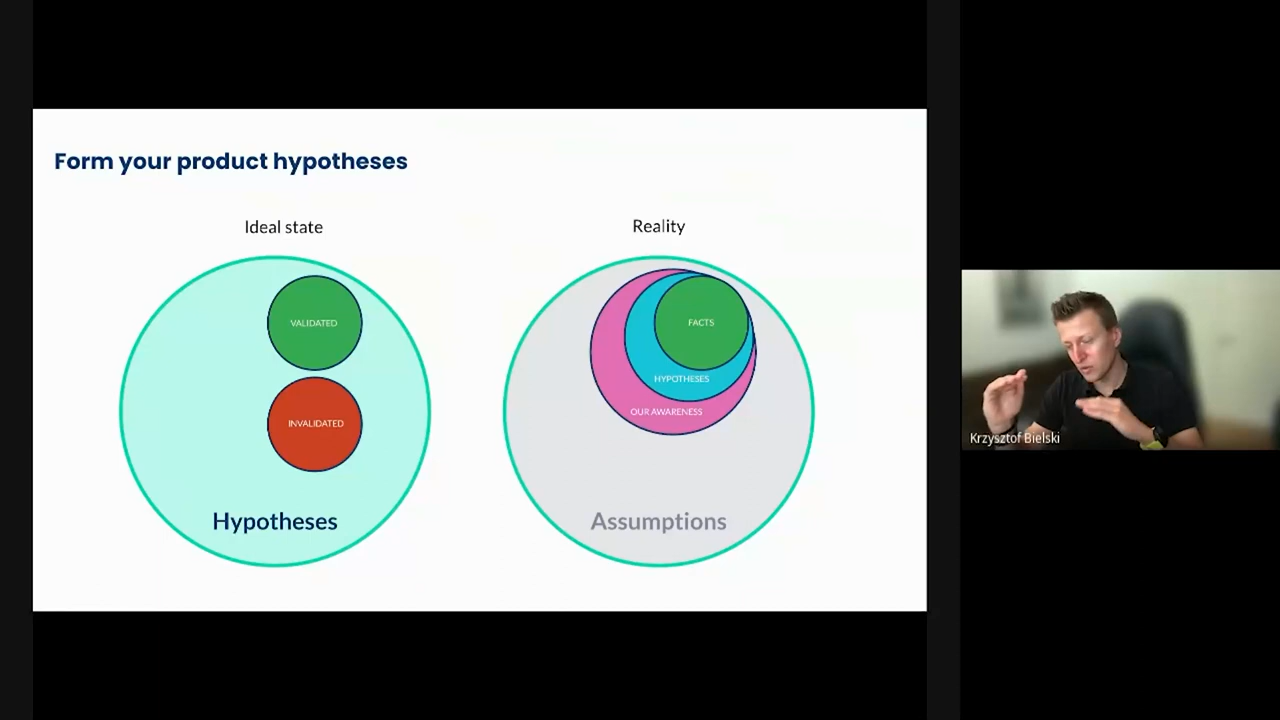 Form your product hypotheses
Ideal state
Reality
VALIDATED
INVALIDATED
Hypotheses
FACTS
HYPOTHESES
OUR AWARENESS
Assumptions
Krzysztof Bielski